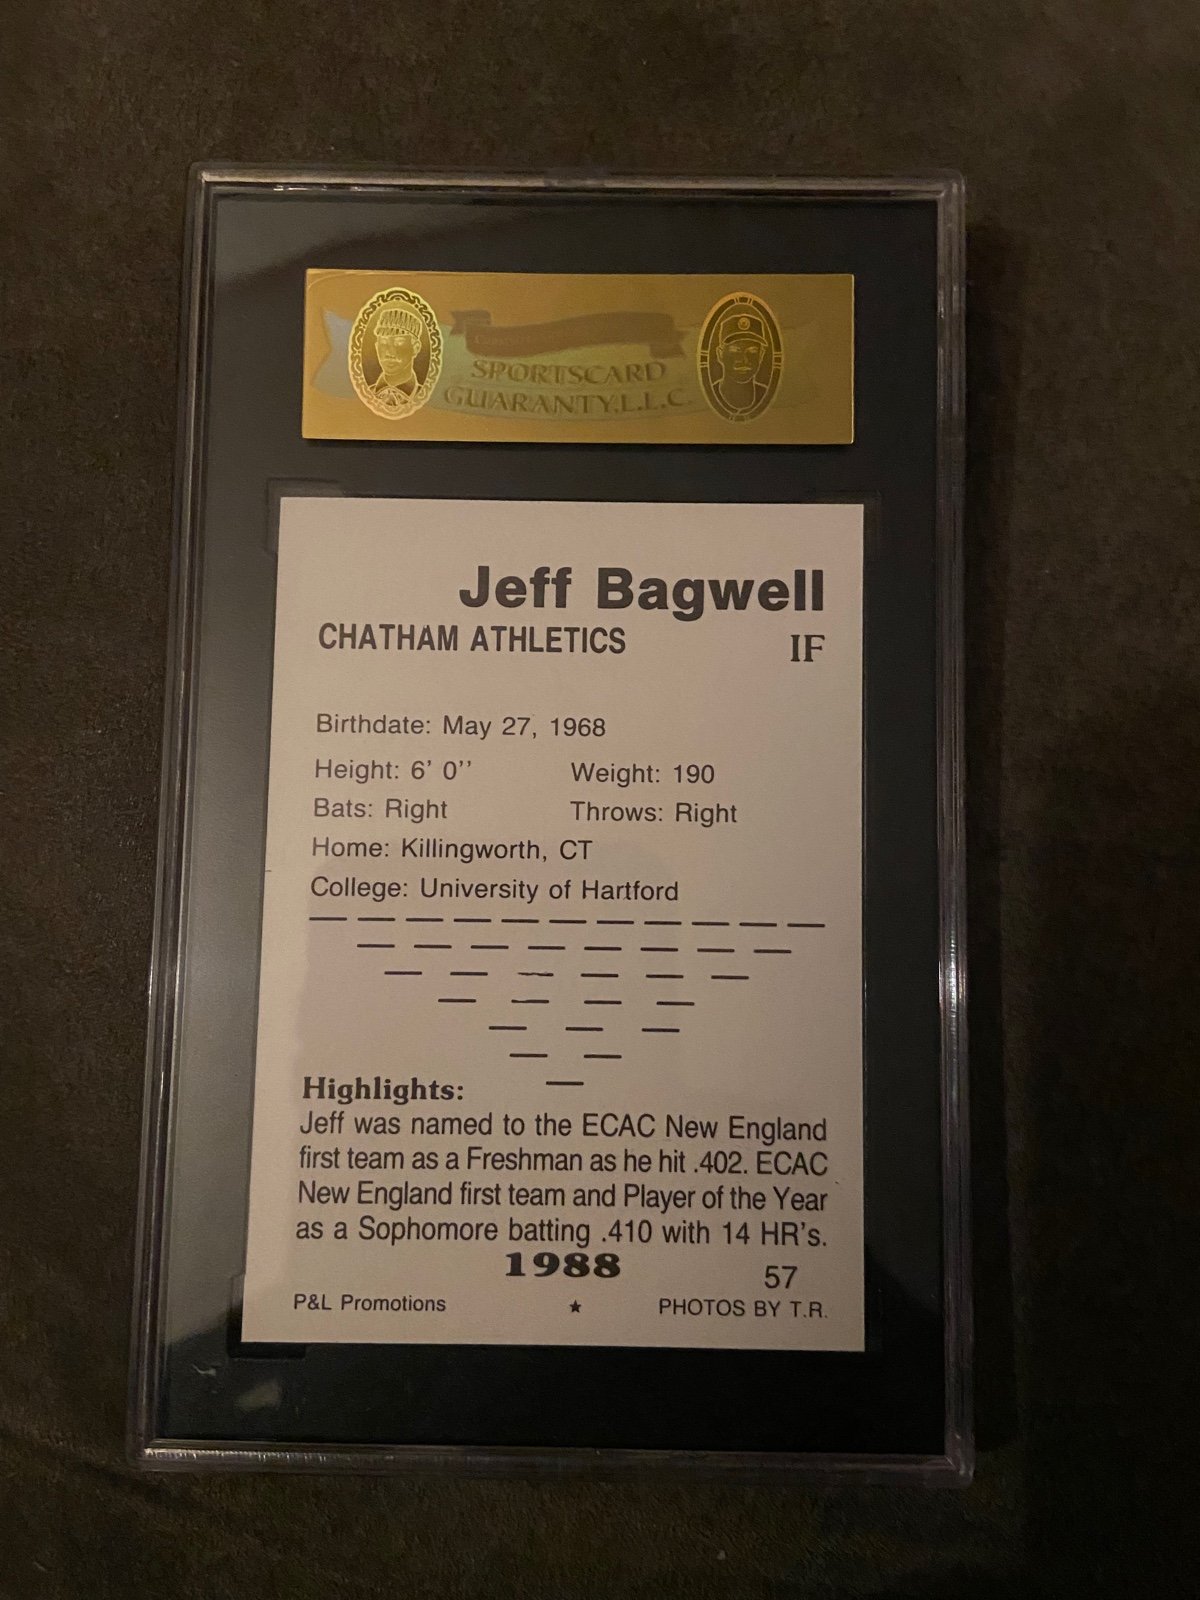 SPORTSCARD
GUARANTY,L.L.C.
Jeff Bagwell
CHATHAM ATHLETICS IF
Birthdate: May 27, 1968
Height: 6' 0'' Weight: 190
Bats: Right Throws: Right
Home: Killingworth, CT
College: University of Hartford
Highlights:
Jeff was named to the ECAC New England
first team as a Freshman as he hit .402. ECAC
New England first team and Player of the Year
as a Sophomore batting .410 with 14 HR's.
1988 57
P&L Promotions ★ PHOTOS BY T.R.